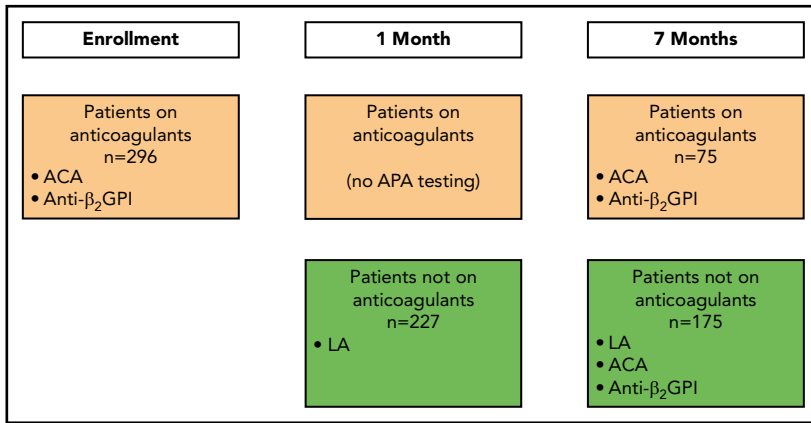 Enrollment
1 Month
7 Months
Patients on
anticoagulants
n=296
• ACA
• Anti-β₂GPI
Patients on
anticoagulants
(no APA testing)
Patients on
anticoagulants
n=75
• ACA
• Anti-β₂GPI
Patients not on
anticoagulants
n=227
• LA
Patients not on
anticoagulants
n=175
• LA
• ACA
• Anti-β₂GPI